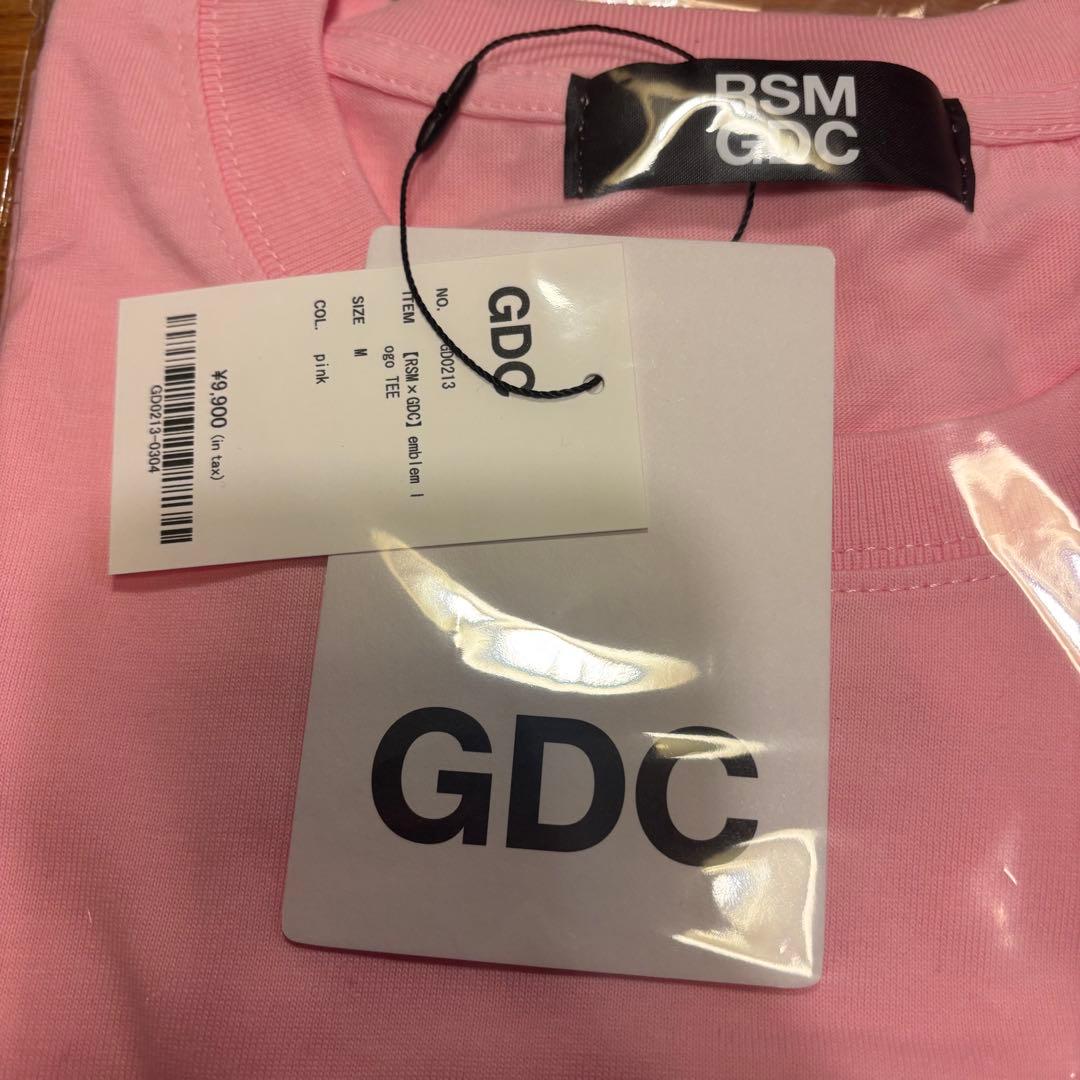 RSM
GDC
GDC
NO. GD0213
ITEM 【RSM×GDC】emblem l
ogo TEE
SIZE M
COL. pink
¥9,900 (in tax)
GD0213-0304
GDC